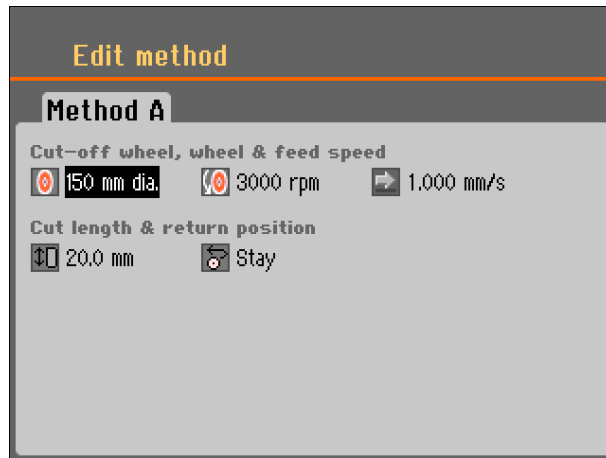 Edit method
Method A
Cut-off wheel, wheel & feed speed
150 mm dia. 3000 rpm 1.000 mm/s
Cut length & return position
20.0 mm Stay